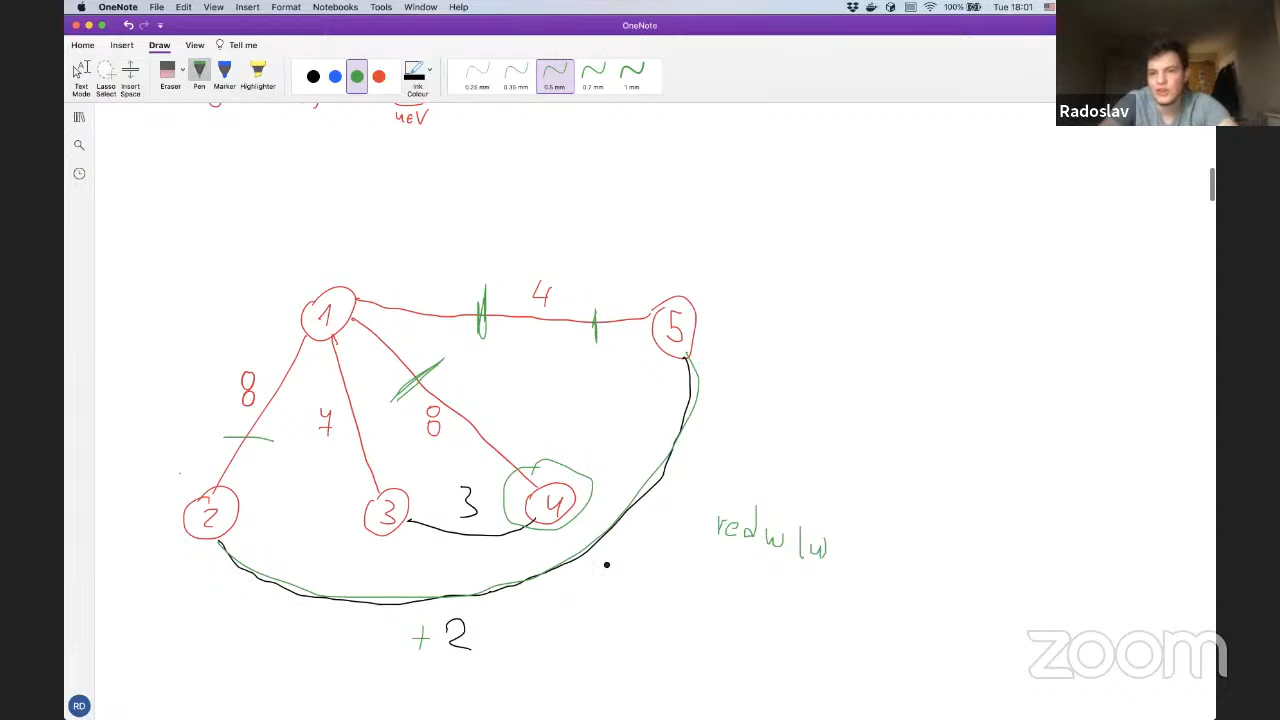 OneNote File Edit View Insert Format Notebooks Tools Window Help 100% Tue 18:01
OneNote
Home Insert Draw View Tell me
Text Mode
Lasso Select
Insert Space
Eraser
Pen
Marker
Highlighter
Ink Colour
0.25 mm
0.35 mm
0.5 mm
0.7 mm
1 mm
Radoslav
4
1
5
8
7
8
2
3
3
4
+ 2
zoom
RD